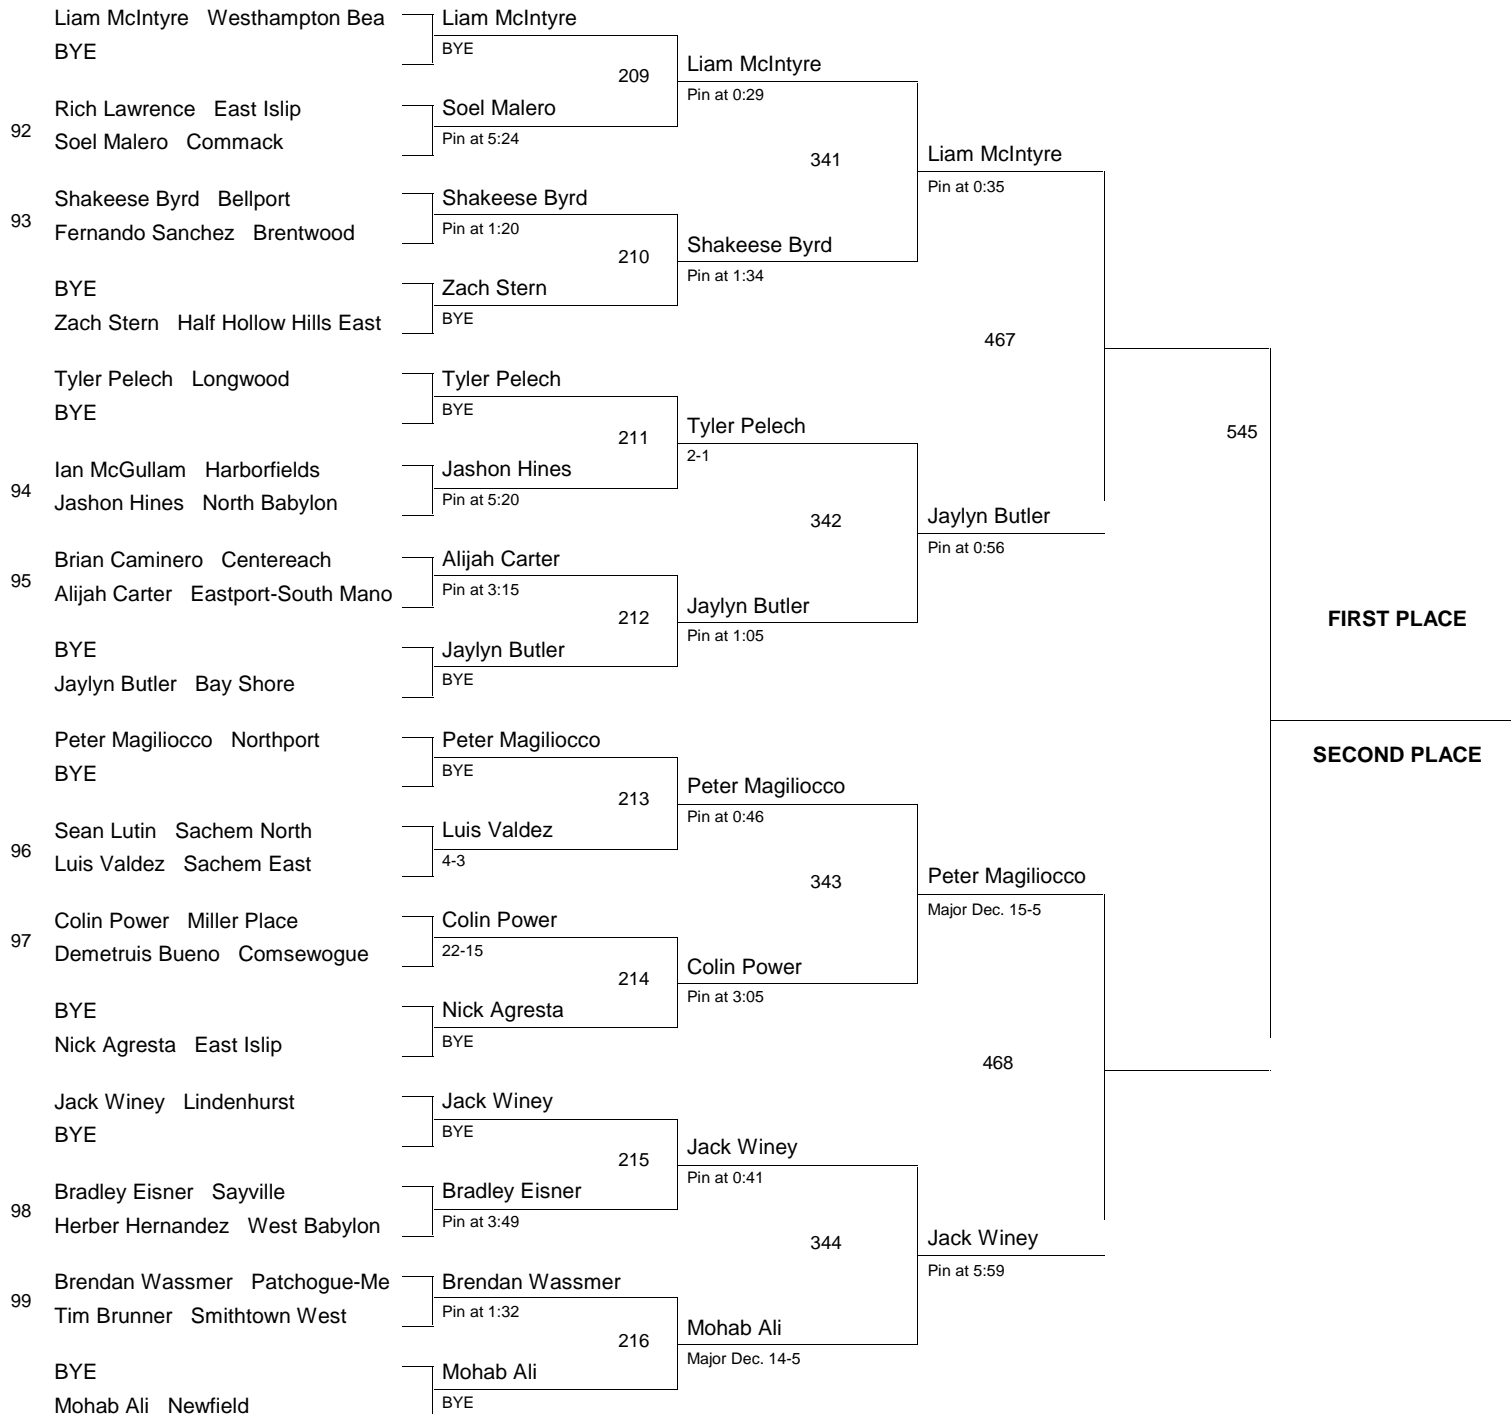 Liam McIntyre Westhampton Bea
BYE
92
Rich Lawrence East Islip
Soel Malero Commack
93
Shakeese Byrd Bellport
Fernando Sanchez Brentwood
BYE
Zach Stern Half Hollow Hills East
Tyler Pelech Longwood
BYE
94
Ian McGullam Harborfields
Jashon Hines North Babylon
95
Brian Caminero Centereach
Alijah Carter Eastport-South Mano
BYE
Jaylyn Butler Bay Shore
Peter Magiliocco Northport
BYE
96
Sean Lutin Sachem North
Luis Valdez Sachem East
97
Colin Power Miller Place
Demetruis Bueno Comsewogue
BYE
Nick Agresta East Islip
Jack Winey Lindenhurst
BYE
98
Bradley Eisner Sayville
Herber Hernandez West Babylon
99
Brendan Wassmer Patchogue-Me
Tim Brunner Smithtown West
BYE
Mohab Ali Newfield
Liam McIntyre
BYE
209
Soel Malero
Pin at 5:24
Shakeese Byrd
Pin at 1:20
210
Zach Stern
BYE
Tyler Pelech
BYE
211
Jashon Hines
Pin at 5:20
Alijah Carter
Pin at 3:15
212
Jaylyn Butler
BYE
Peter Magiliocco
BYE
213
Luis Valdez
4-3
Colin Power
22-15
214
Nick Agresta
BYE
Jack Winey
BYE
215
Bradley Eisner
Pin at 3:49
Brendan Wassmer
Pin at 1:32
216
Mohab Ali
BYE
Liam McIntyre
Pin at 0:29
341
Shakeese Byrd
Pin at 1:34
Tyler Pelech
2-1
342
Jaylyn Butler
Pin at 1:05
Peter Magiliocco
Pin at 0:46
343
Colin Power
Pin at 3:05
Jack Winey
Pin at 0:41
344
Mohab Ali
Major Dec. 14-5
Liam McIntyre
Pin at 0:35
467
Jaylyn Butler
Pin at 0:56
Peter Magiliocco
Major Dec. 15-5
468
Jack Winey
Pin at 5:59
545
FIRST PLACE
SECOND PLACE